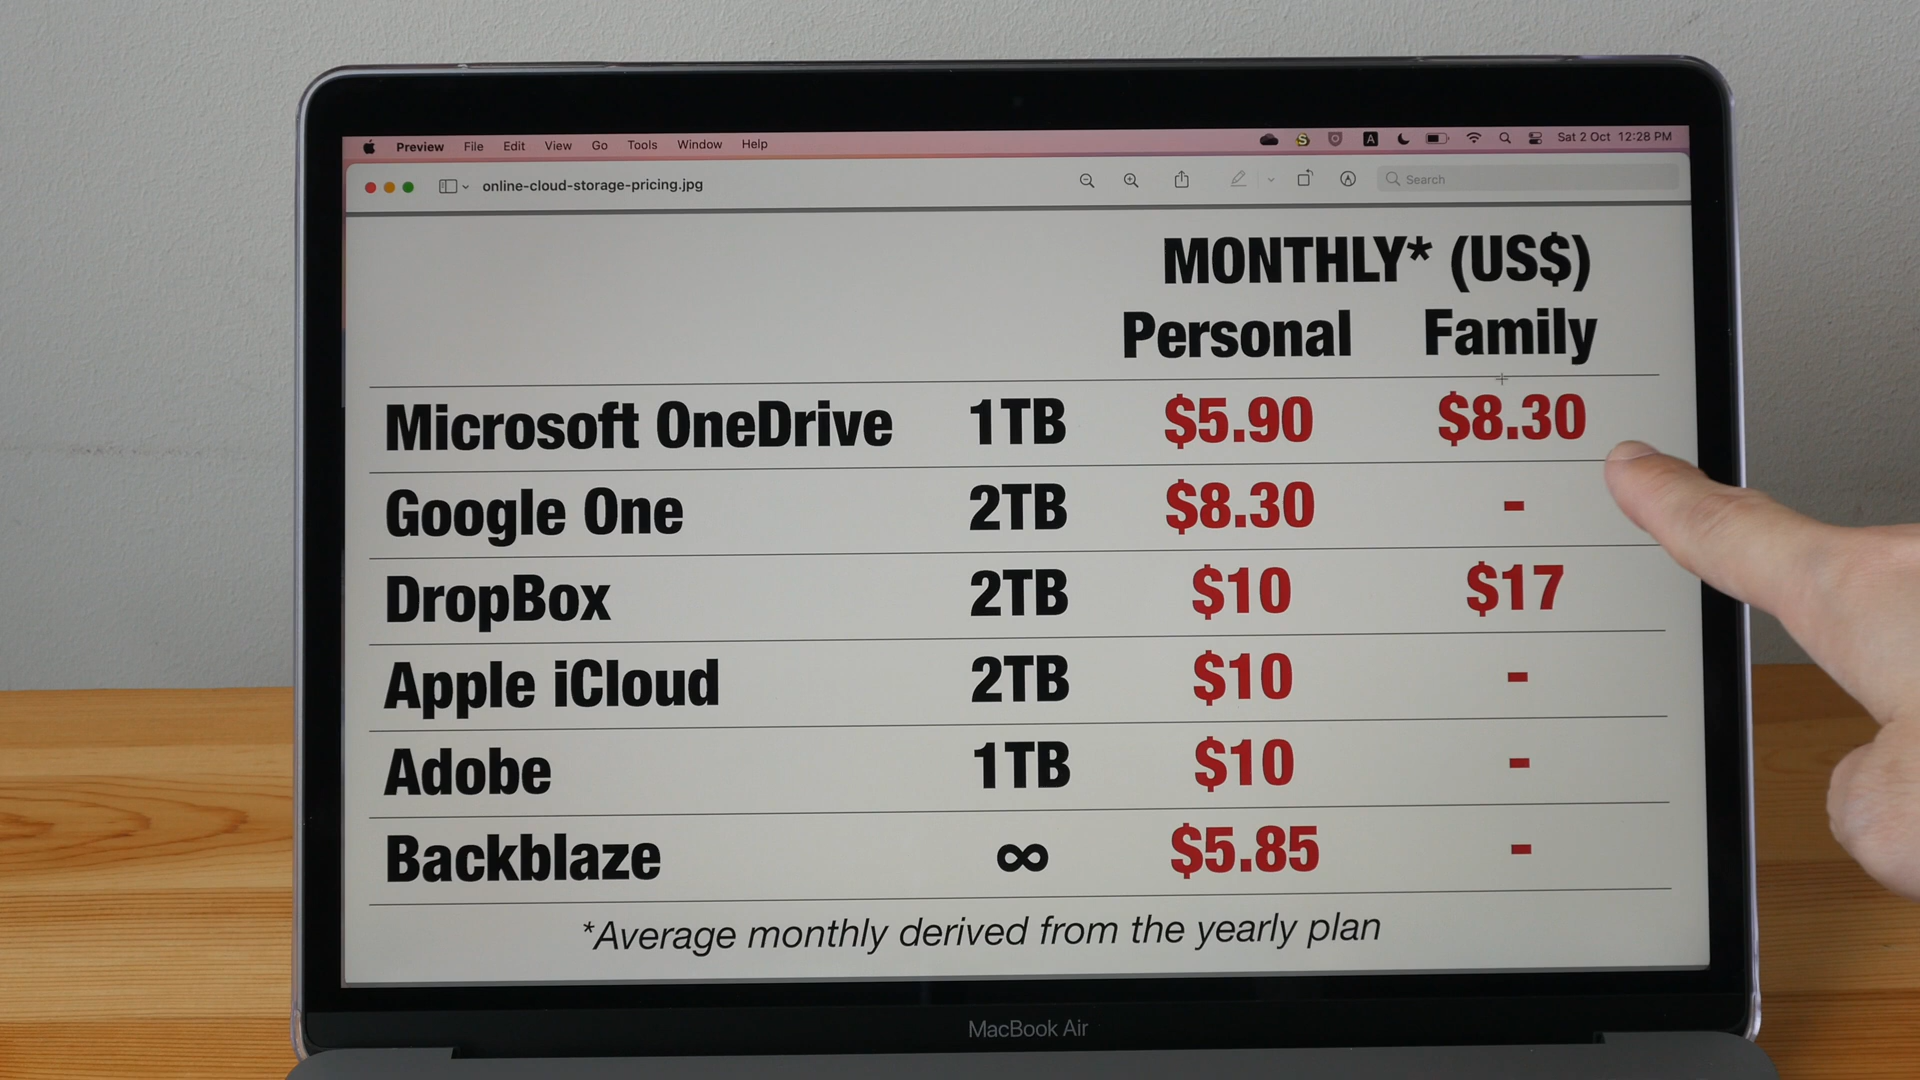 Preview File Edit View Go Tools Window Help A Sat 2 Oct 12:28 PM
online-cloud-storage-pricing.jpg Search
MONTHLY* (US$)
Personal Family
Microsoft OneDrive 1TB $5.90 $8.30
Google One 2TB $8.30 -
DropBox 2TB $10 $17
Apple iCloud 2TB $10 -
Adobe 1TB $10 -
Backblaze ∞ $5.85 -
*Average monthly derived from the yearly plan
MacBook Air